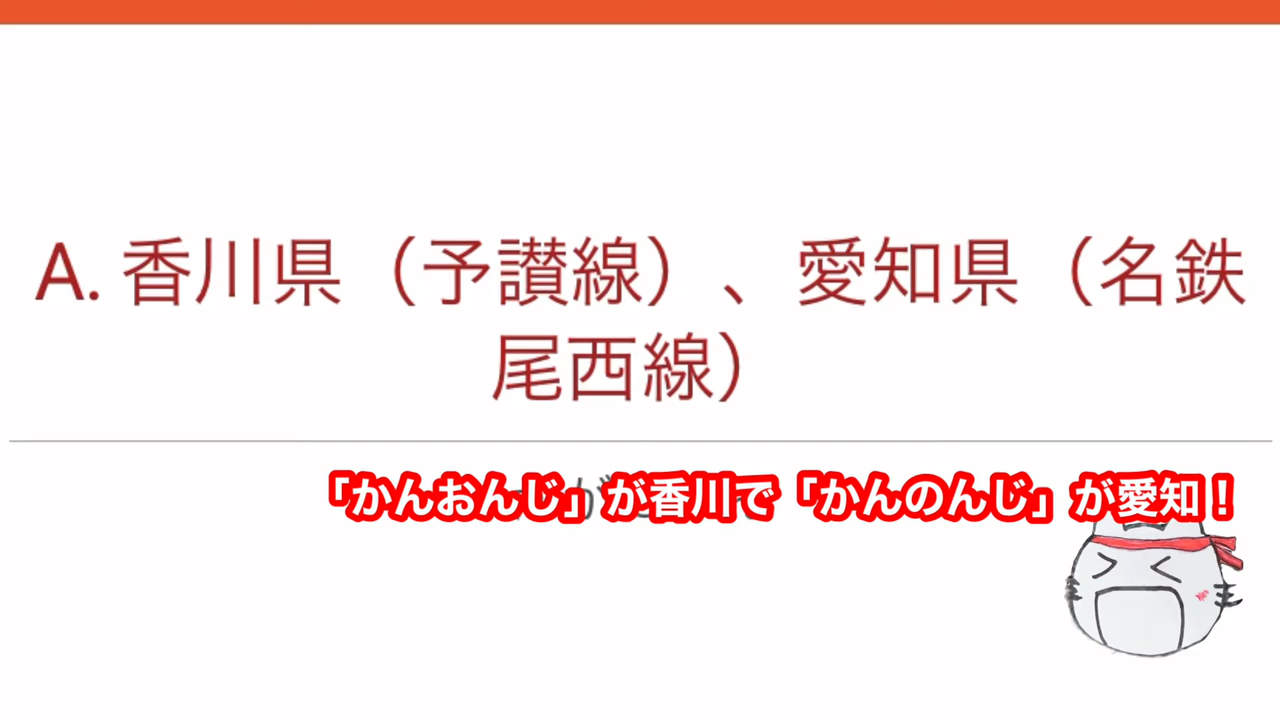 A. 香川県（予讃線）、愛知県（名鉄
尾西線）
「かんおんじ」が香川で「かんのんじ」が愛知！